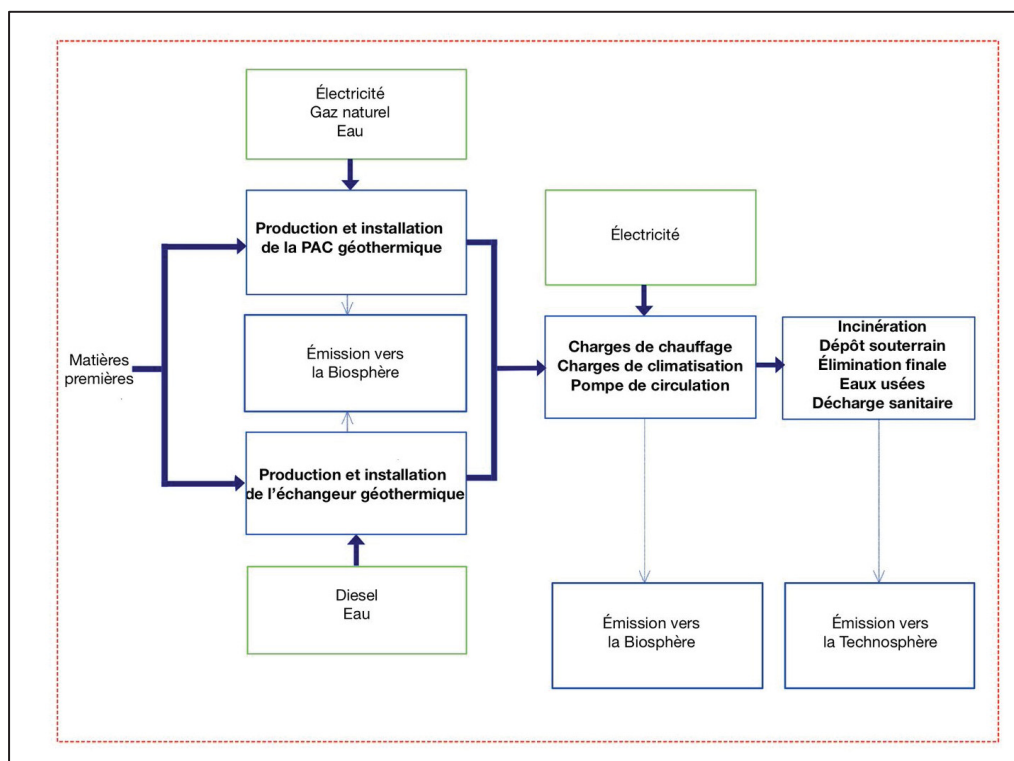 Électricité
Gaz naturel
Eau
Production et installation
de la PAC géothermique
Électricité
Matières
premières
Émission vers
la Biosphère
Charges de chauffage
Charges de climatisation
Pompe de circulation
Incinération
Dépôt souterrain
Élimination finale
Eaux usées
Décharge sanitaire
Production et installation
de l'échangeur géothermique
Diesel
Eau
Émission vers
la Biosphère
Émission vers
la Technosphère